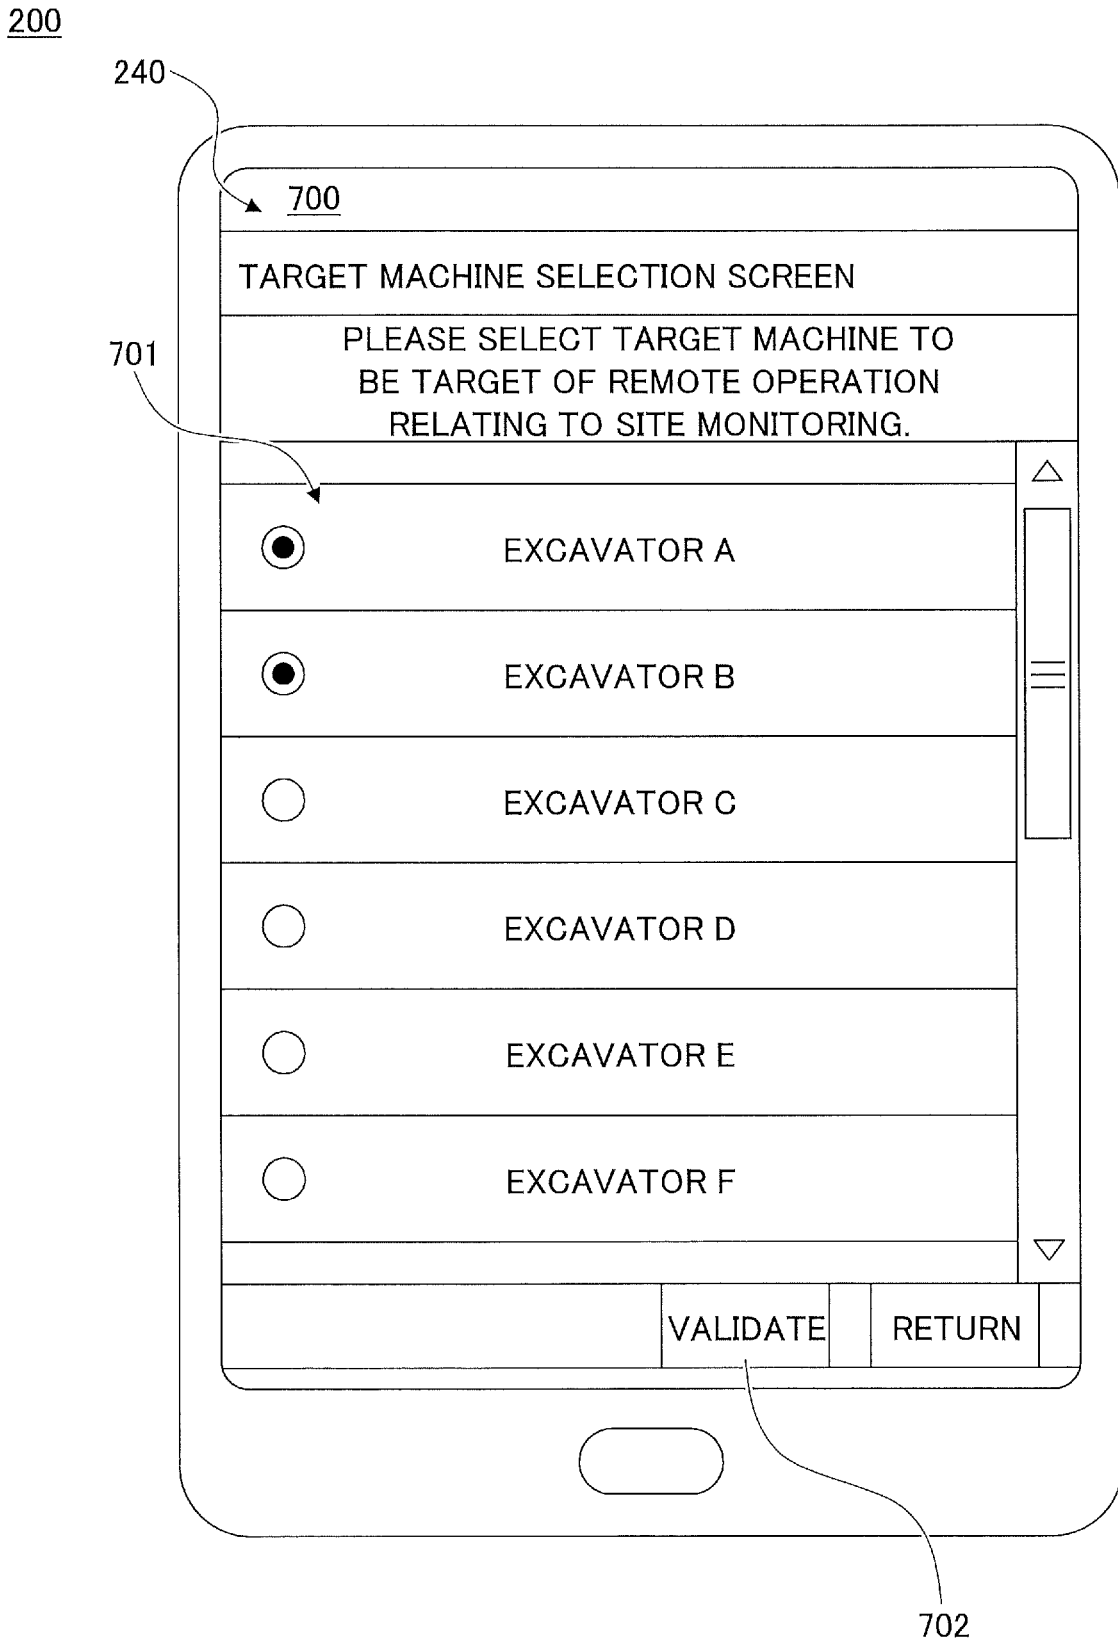 200
240
700
TARGET MACHINE SELECTION SCREEN
PLEASE SELECT TARGET MACHINE TO
BE TARGET OF REMOTE OPERATION
RELATING TO SITE MONITORING.
701
EXCAVATOR A
EXCAVATOR B
EXCAVATOR C
EXCAVATOR D
EXCAVATOR E
EXCAVATOR F
VALIDATE RETURN
702